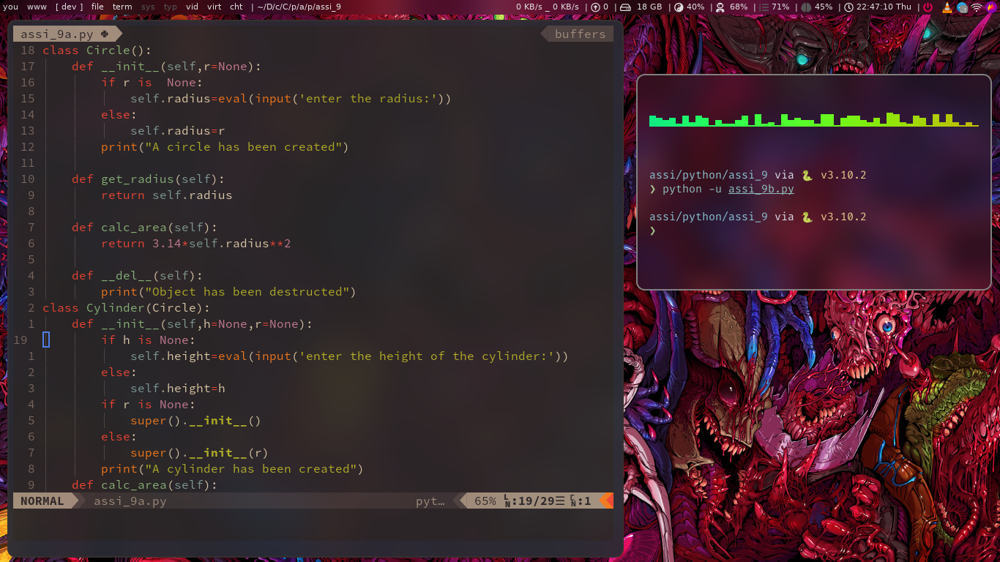 you www [ dev ] file term sys typ vid virt cht | ~/D/c/C/p/a/p/assi_9 0 KB/s _ 0 KB/s | 0 | 18 GB | 40% | 68% | 71% | 45% | 22:47:10 Thu |
assi_9a.py buffers
18 class Circle():
17     def __init__(self,r=None):
16         if r is  None:
15             self.radius=eval(input('enter the radius:'))
14         else:
13             self.radius=r
12         print("A circle has been created")
11
10     def get_radius(self):
9         return self.radius
8
7     def calc_area(self):
6         return 3.14*self.radius**2
5
4     def __del__(self):
3         print("Object has been destructed")
2 class Cylinder(Circle):
1     def __init__(self,h=None,r=None):
19         if h is None:
1             self.height=eval(input('enter the height of the cylinder:'))
2         else:
3             self.height=h
4         if r is None:
5             super().__init__()
6         else:
7             super().__init__(r)
8         print("A cylinder has been created")
9     def calc_area(self):
NORMAL assi_9a.py pyt… 65% LN:19/29☰ CN:1
assi/python/assi_9 via 🐍 v3.10.2
❯ python -u assi_9b.py
assi/python/assi_9 via 🐍 v3.10.2
❯